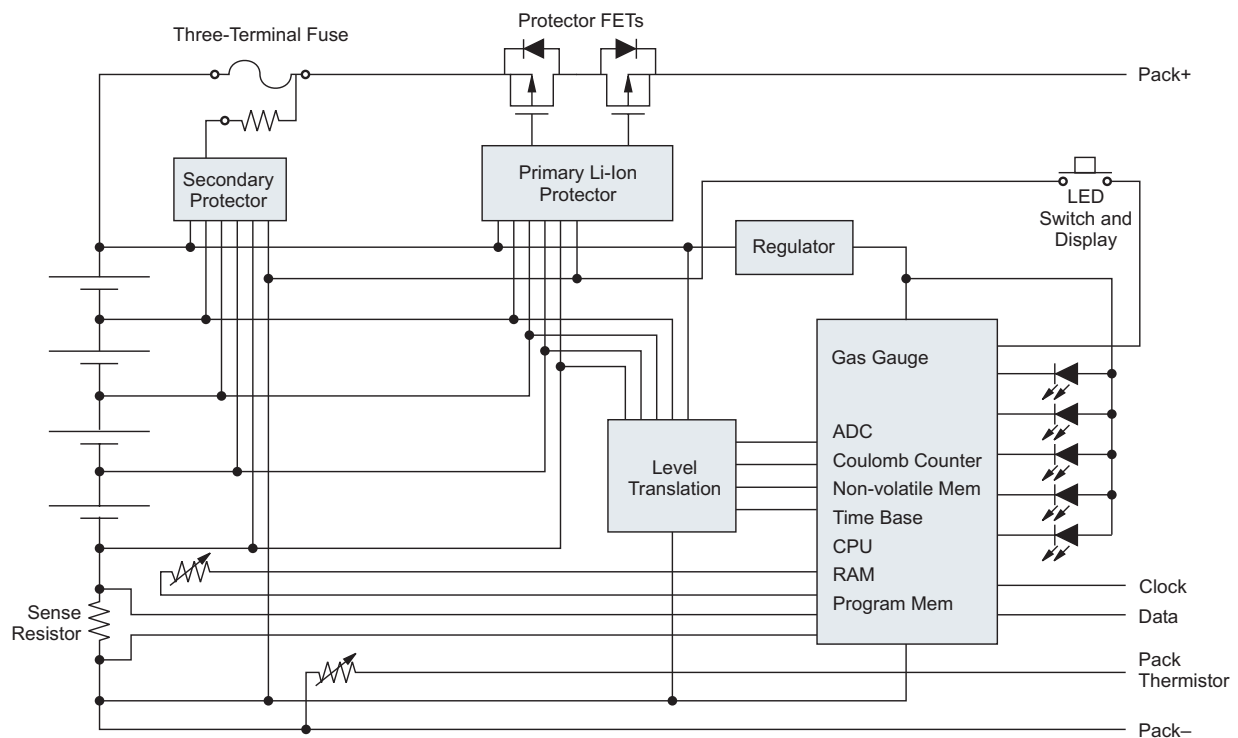 Protector FETs
Three-Terminal Fuse
Pack+
Secondary
Protector
Primary Li-Ion
Protector
LED
Switch and
Display
Regulator
Gas Gauge
ADC
Coulomb Counter
Non-volatile Mem
Time Base
CPU
RAM
Program Mem
Level
Translation
Sense
Resistor
Clock
Data
Pack
Thermistor
Pack–